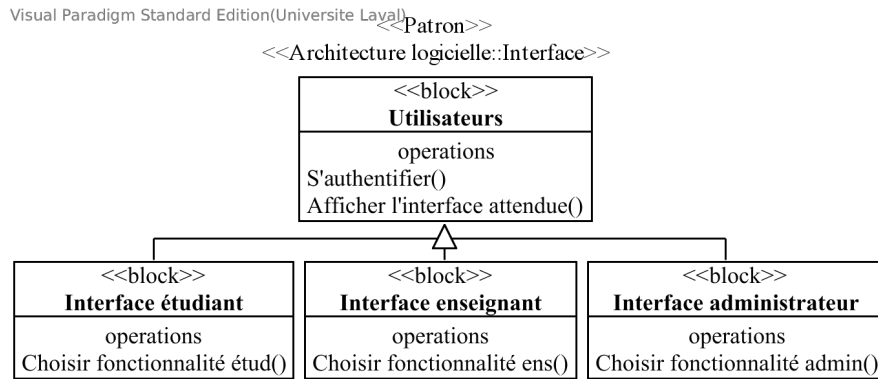 Visual Paradigm Standard Edition(Universite Laval)
<<Patron>>
<<Architecture logicielle::Interface>>
<<block>>
Utilisateurs
operations
S'authentifier()
Afficher l'interface attendue()
<<block>>
Interface étudiant
operations
Choisir fonctionnalité étud()
<<block>>
Interface enseignant
operations
Choisir fonctionnalité ens()
<<block>>
Interface administrateur
operations
Choisir fonctionnalité admin()